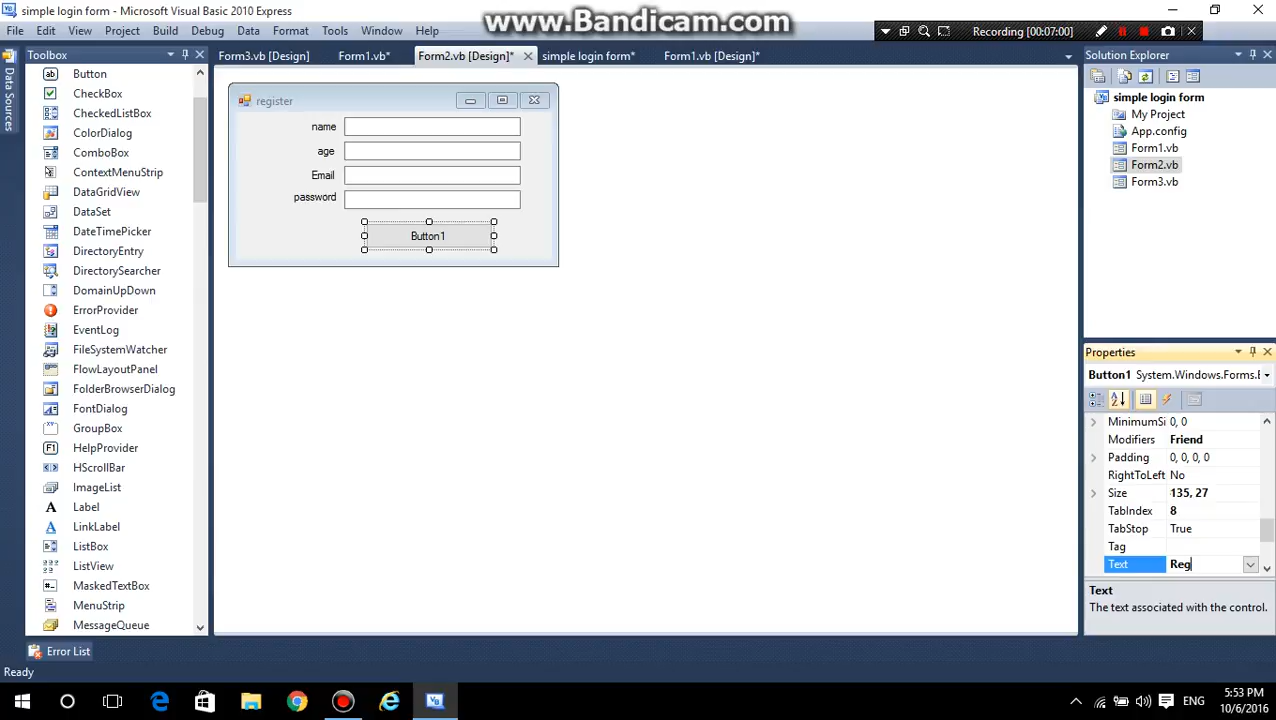 simple login form - Microsoft Visual Basic 2010 Express
www.Bandicam.com
File Edit View Project Build Debug Data Format Tools Window Help
Recording [00:07:00]
Data Sources
Toolbox
Button
CheckBox
CheckedListBox
ColorDialog
ComboBox
ContextMenuStrip
DataGridView
DataSet
DateTimePicker
DirectoryEntry
DirectorySearcher
DomainUpDown
ErrorProvider
EventLog
FileSystemWatcher
FlowLayoutPanel
FolderBrowserDialog
FontDialog
GroupBox
HelpProvider
HScrollBar
ImageList
Label
LinkLabel
ListBox
ListView
MaskedTextBox
MenuStrip
MessageQueue
Form3.vb [Design] Form1.vb* Form2.vb [Design]* simple login form* Form1.vb [Design]*
register
name
age
Email
password
Button1
Solution Explorer
simple login form
My Project
App.config
Form1.vb
Form2.vb
Form3.vb
Properties
Button1 System.Windows.Forms.
MinimumSi 0, 0
Modifiers Friend
Padding 0, 0, 0, 0
RightToLeft No
Size 135, 27
TabIndex 8
TabStop True
Tag
Text Reg
Text
The text associated with the control.
Error List
Ready
ENG
5:53 PM
10/6/2016